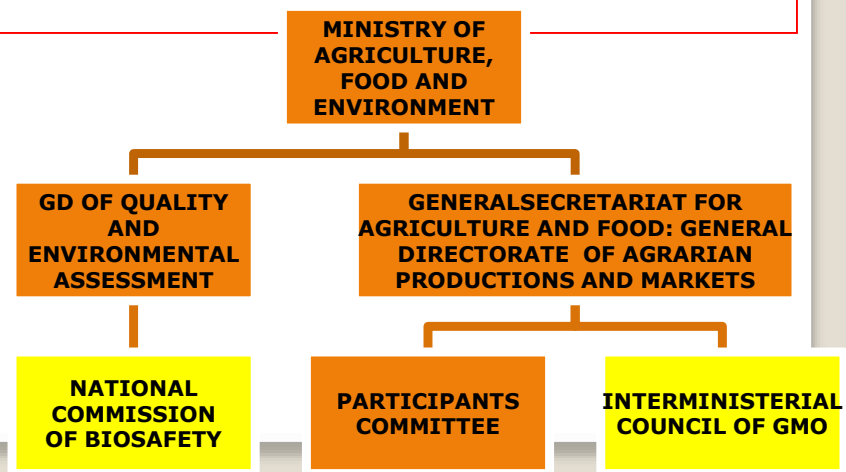 MINISTRY OF
AGRICULTURE,
FOOD AND
ENVIRONMENT
GD OF QUALITY
AND
ENVIRONMENTAL
ASSESSMENT
GENERALSECRETARIAT FOR
AGRICULTURE AND FOOD: GENERAL
DIRECTORATE OF AGRARIAN
PRODUCTIONS AND MARKETS
NATIONAL
COMMISSION
OF BIOSAFETY
PARTICIPANTS
COMMITTEE
INTERMINISTERIAL
COUNCIL OF GMO